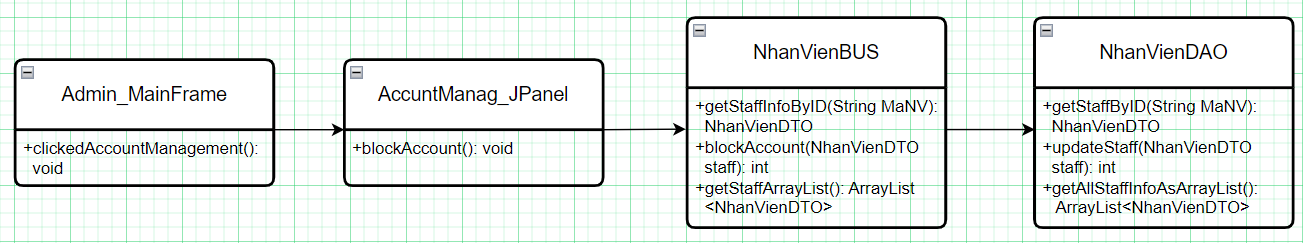 Admin_MainFrame
+clickedAccountManagement():
void
AccuntManag_JPanel
+blockAccount(): void
NhanVienBUS
+getStaffInfoByID(String MaNV):
NhanVienDTO
+blockAccount(NhanVienDTO
staff): int
+getStaffArrayList(): ArrayList
<NhanVienDTO>
NhanVienDAO
+getStaffByID(String MaNV):
NhanVienDTO
+updateStaff(NhanVienDTO
staff): int
+getAllStaffInfoAsArrayList():
ArrayList<NhanVienDTO>